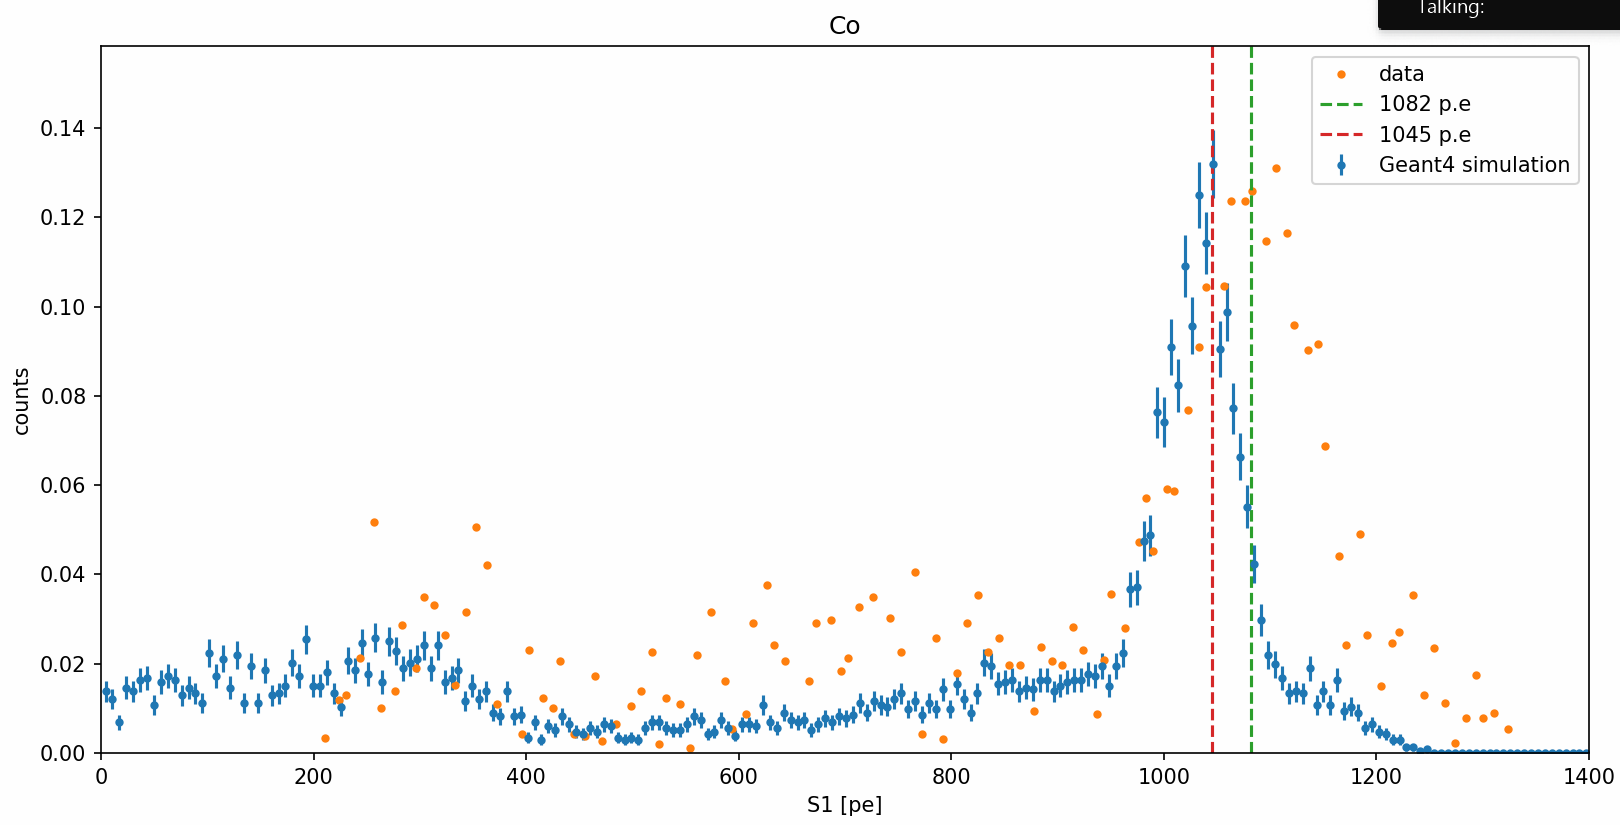 Talking:
Co
data
1082 p.e
1045 p.e
Geant4 simulation
0.14
0.12
0.10
0.08
0.06
0.04
0.02
0.00
counts
0 200 400 600 800 1000 1200 1400
S1 [pe]